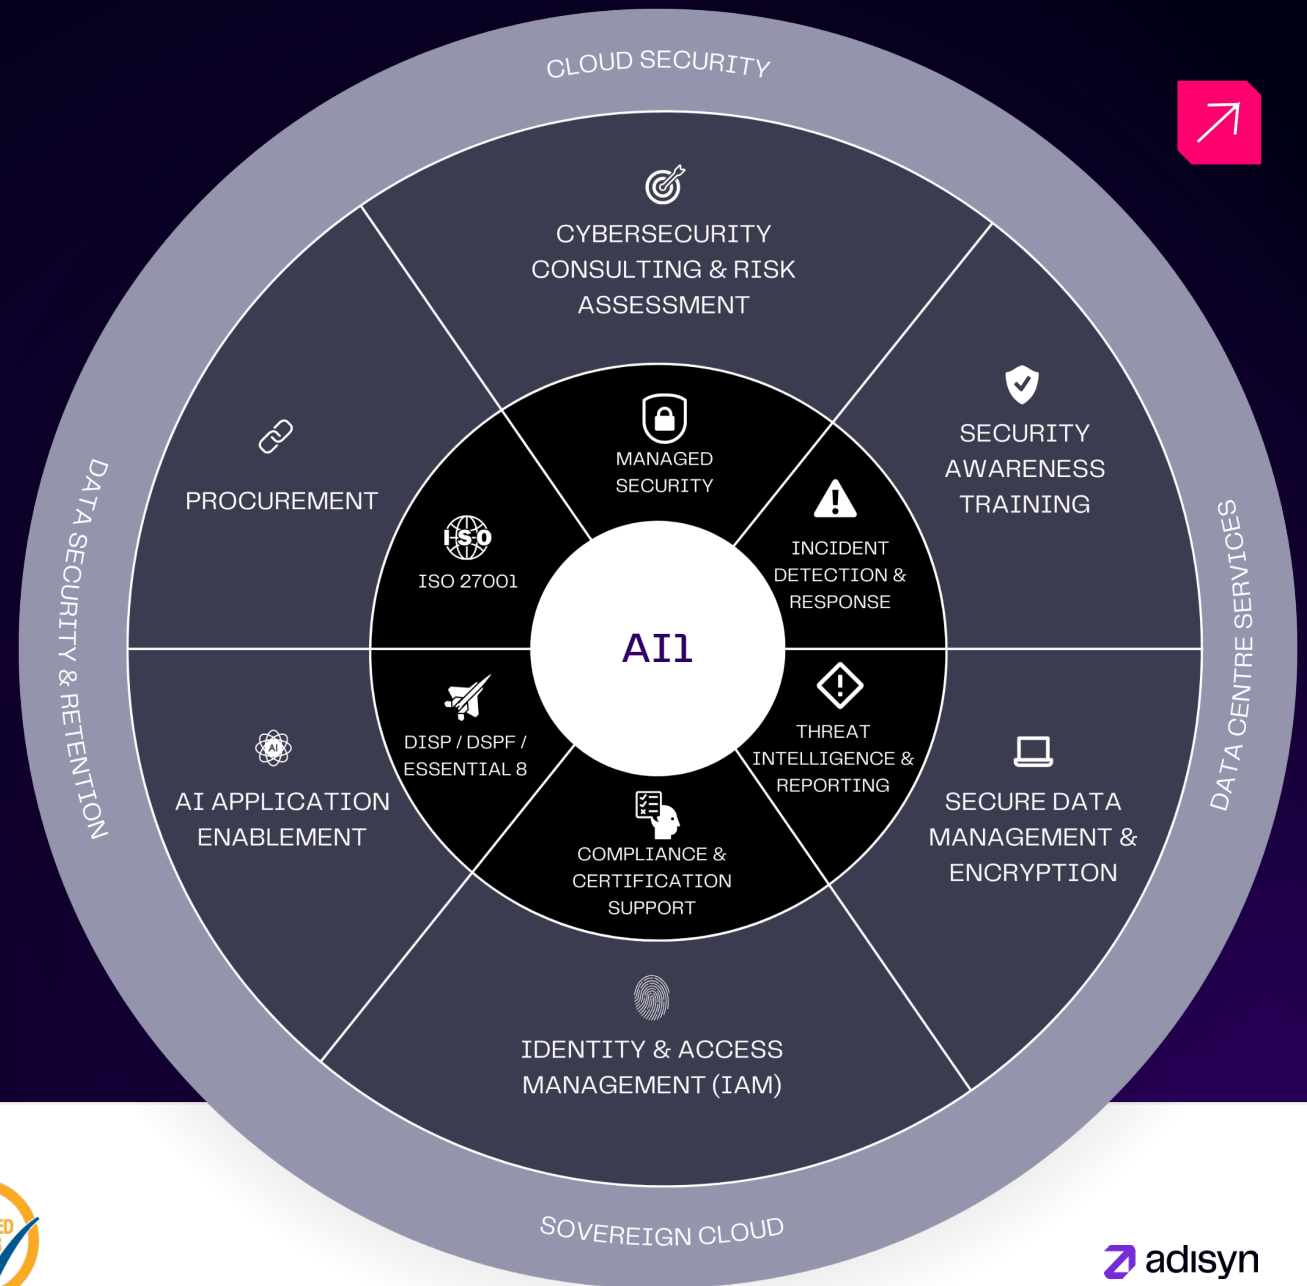 CLOUD SECURITY
CYBERSECURITY
CONSULTING & RISK
ASSESSMENT
SECURITY
AWARENESS
TRAINING
PROCUREMENT
MANAGED
SECURITY
INCIDENT
DETECTION &
RESPONSE
ISO
ISO 27001
AI1
DATA SECURITY & RETENTION
DATA CENTRE SERVICES
DISP / DSPF /
ESSENTIAL 8
THREAT
INTELLIGENCE &
REPORTING
AI
AI APPLICATION
ENABLEMENT
SECURE DATA
MANAGEMENT &
ENCRYPTION
COMPLIANCE &
CERTIFICATION
SUPPORT
IDENTITY & ACCESS
MANAGEMENT (IAM)
SOVEREIGN CLOUD
adisyn